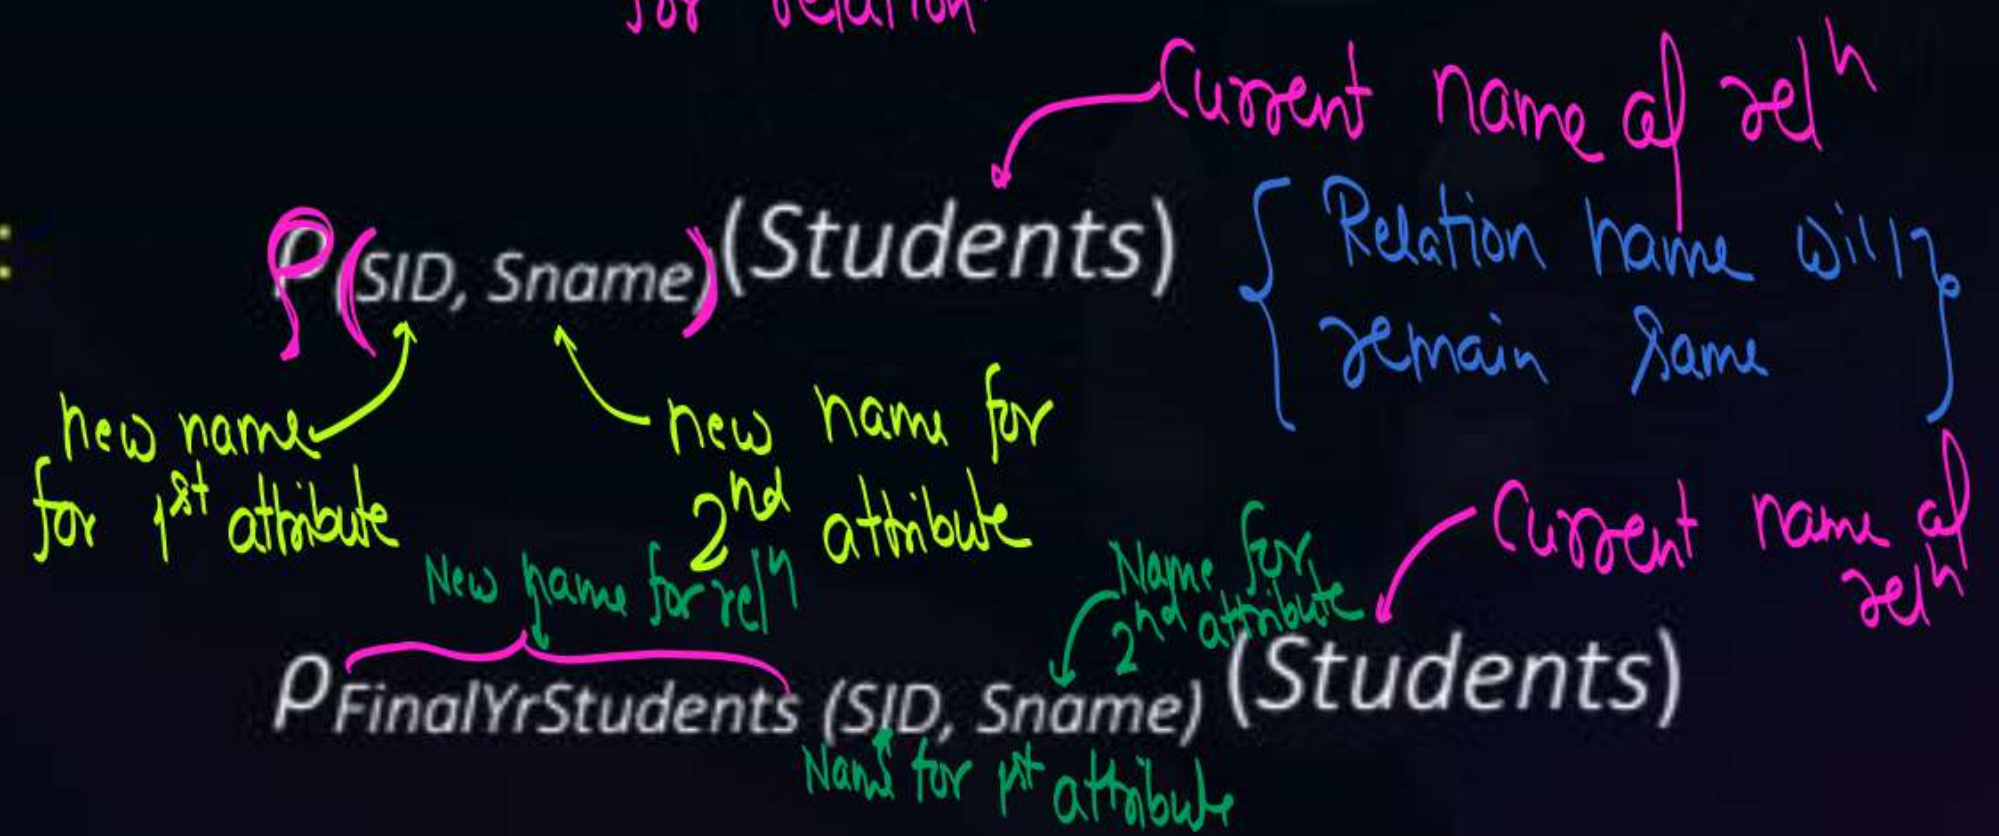 for relation
Current name of relⁿ
:
ρ(SID, Sname) (Students)
{ Relation name will
remain same }
new name
for 1st attribute
new name for
2nd attribute
New name for relⁿ
Name for
2nd attribute
Current name of
relⁿ
ρ FinalYrStudents (SID, Sname) (Students)
Name for 1st attribute